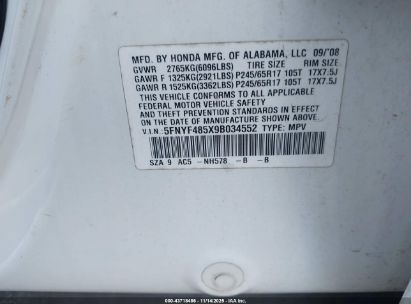 MFD. BY HONDA MFG. OF ALABAMA, LLC 09/'08
GVWR 2765KG(6096LBS) TIRE SIZE RIM SIZE
GAWR F 1325KG(2921LBS) P245/65R17 105T 17X7.5J
GAWR R 1525KG(3362LBS) P245/65R17 105T 17X7.5J
THIS VEHICLE CONFORMS TO ALL APPLICABLE
FEDERAL MOTOR VEHICLE SAFETY AND
THEFT PREVENTION STANDARDS IN EFFECT
ON THE DATE OF MANUFACTURE SHOWN ABOVE.
V.I.N.: 5FNYF485X9B034552 TYPE: MPV
SZA 9 AC5 -NH578 -B -B